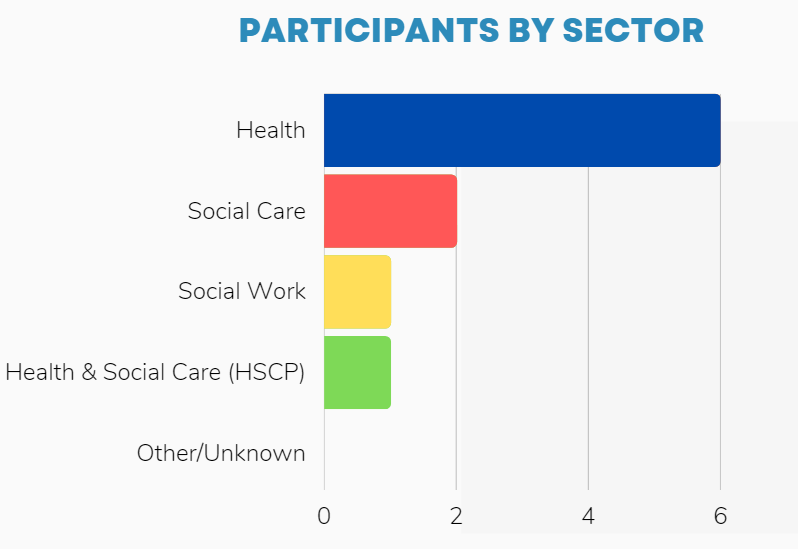 PARTICIPANTS BY SECTOR
Health
Social Care
Social Work
Health & Social Care (HSCP)
Other/Unknown
0 2 4 6